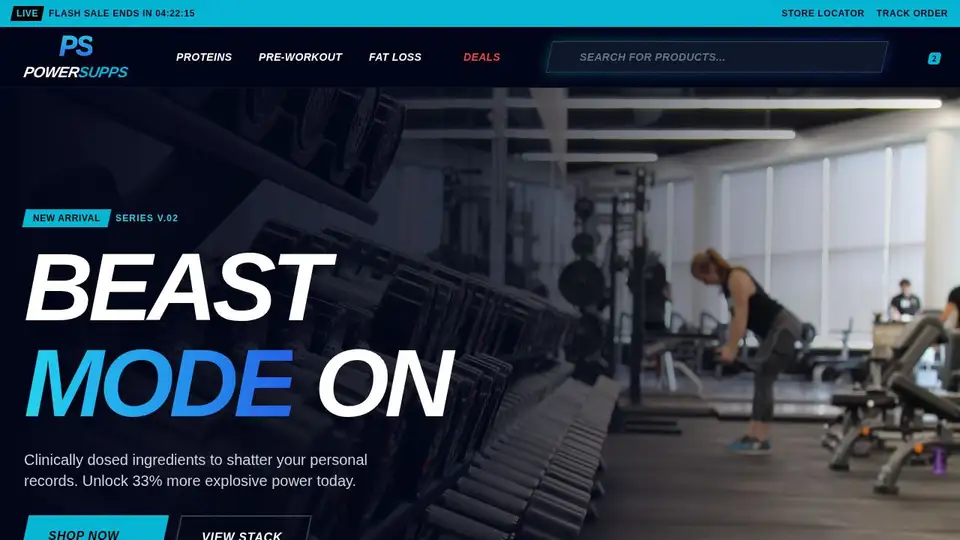 LIVE FLASH SALE ENDS IN 04:22:15 STORE LOCATOR TRACK ORDER
PS
POWERSUPPS
PROTEINS PRE-WORKOUT FAT LOSS DEALS SEARCH FOR PRODUCTS... 2
NEW ARRIVAL SERIES V.02
BEAST
MODE ON
Clinically dosed ingredients to shatter your personal
records. Unlock 33% more explosive power today.
SHOP NOW VIEW STACK